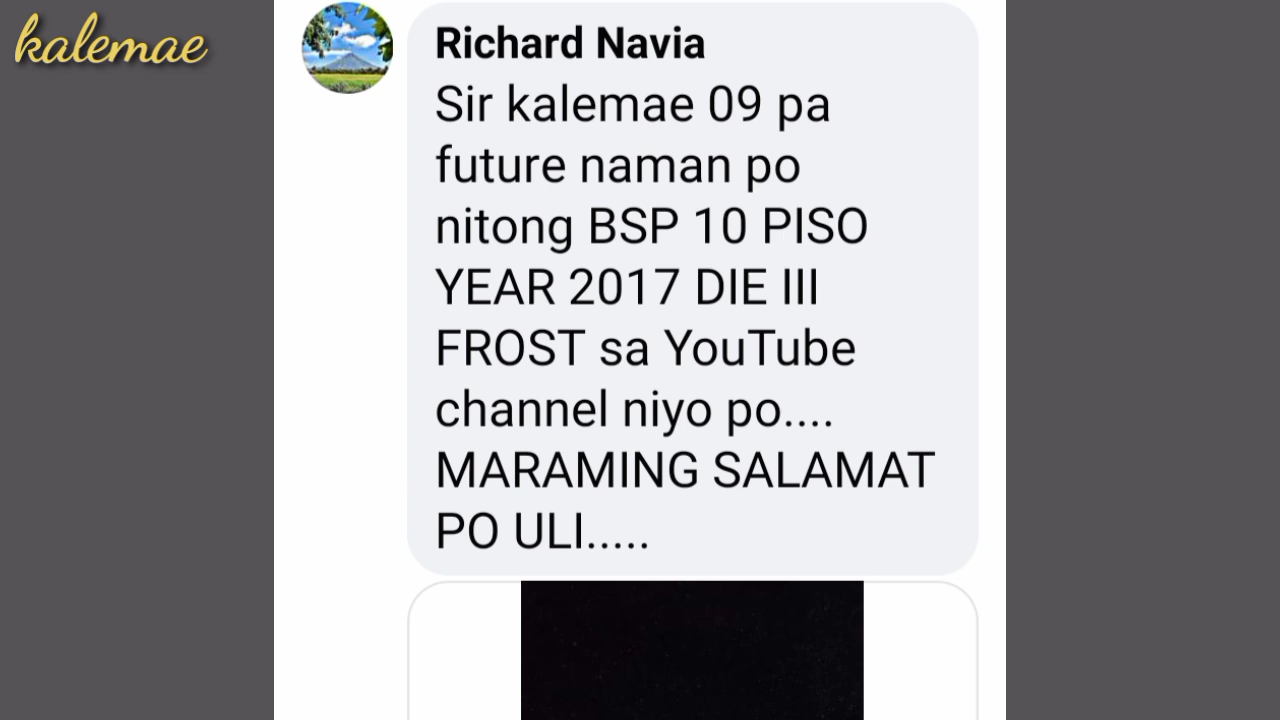 kalemae
Richard Navia
Sir kalemae 09 pa
future naman po
nitong BSP 10 PISO
YEAR 2017 DIE III
FROST sa YouTube
channel niyo po....
MARAMING SALAMAT
PO ULI.....